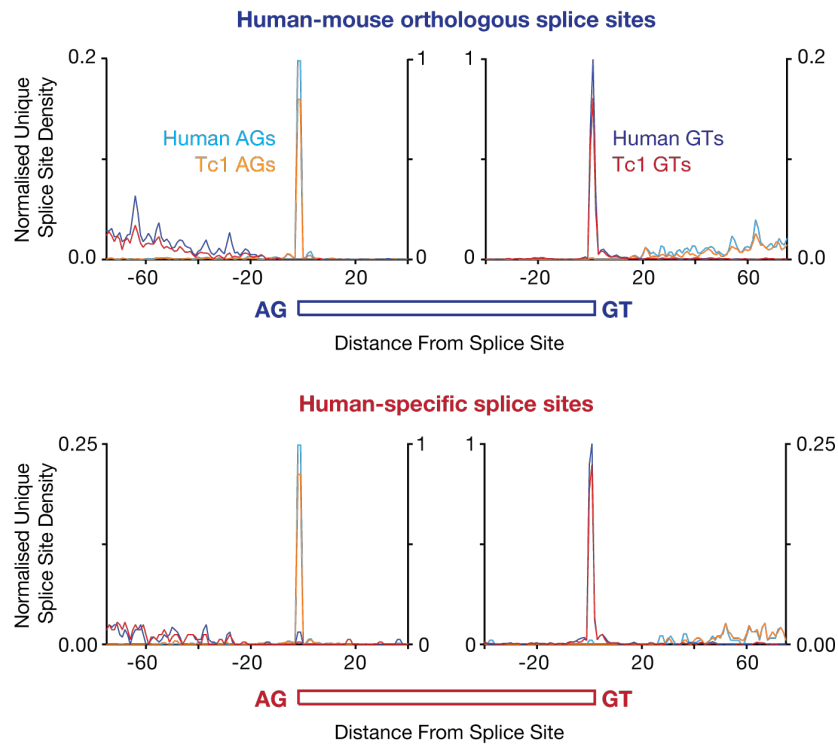 Human-mouse orthologous splice sites
Normalised Unique
Splice Site Density
0.2
0.0
1
0
Human AGs
Tc1 AGs
-60
-20
20
1
0
0.2
0.0
Human GTs
Tc1 GTs
-20
20
60
AG
GT
Distance From Splice Site
Human-specific splice sites
Normalised Unique
Splice Site Density
0.25
0.00
1
0
-60
-20
20
1
0
0.25
0.00
-20
20
60
AG
GT
Distance From Splice Site